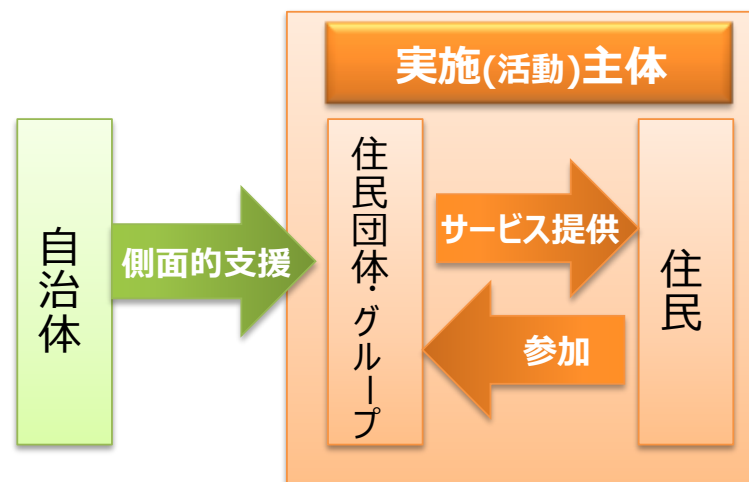 実施(活動)主体
自治体
側面的支援
住民団体・グループ
サービス提供
参加
住民